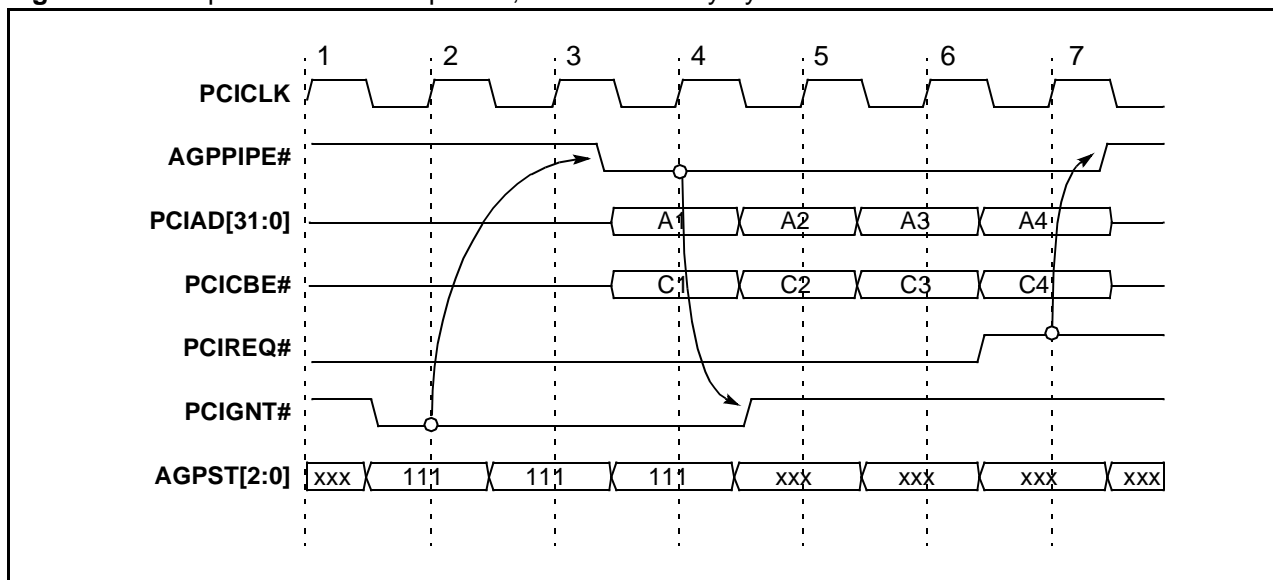 1 2 3 4 5 6 7
PCICLK
AGPPIPE#
PCIAD[31:0] A1 A2 A3 A4
PCICBE# C1 C2 C3 C4
PCIREQ#
PCIGNT#
AGPST[2:0] xxx 111 111 111 xxx xxx xxx xxx